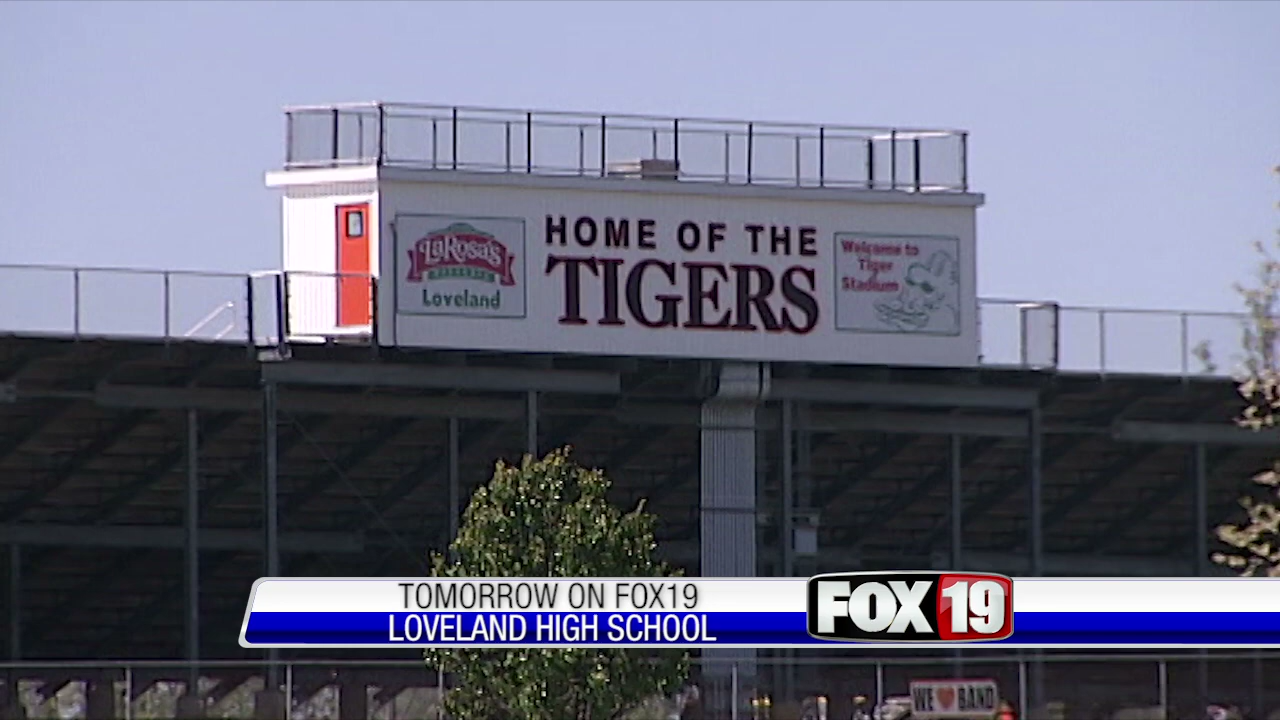 HOME OF THE
TIGERS
LaRosa's
PIZZERIA
Loveland
Welcome to
Tiger
Stadium
TOMORROW ON FOX19
LOVELAND HIGH SCHOOL
FOX 19
WE ♥ BAND